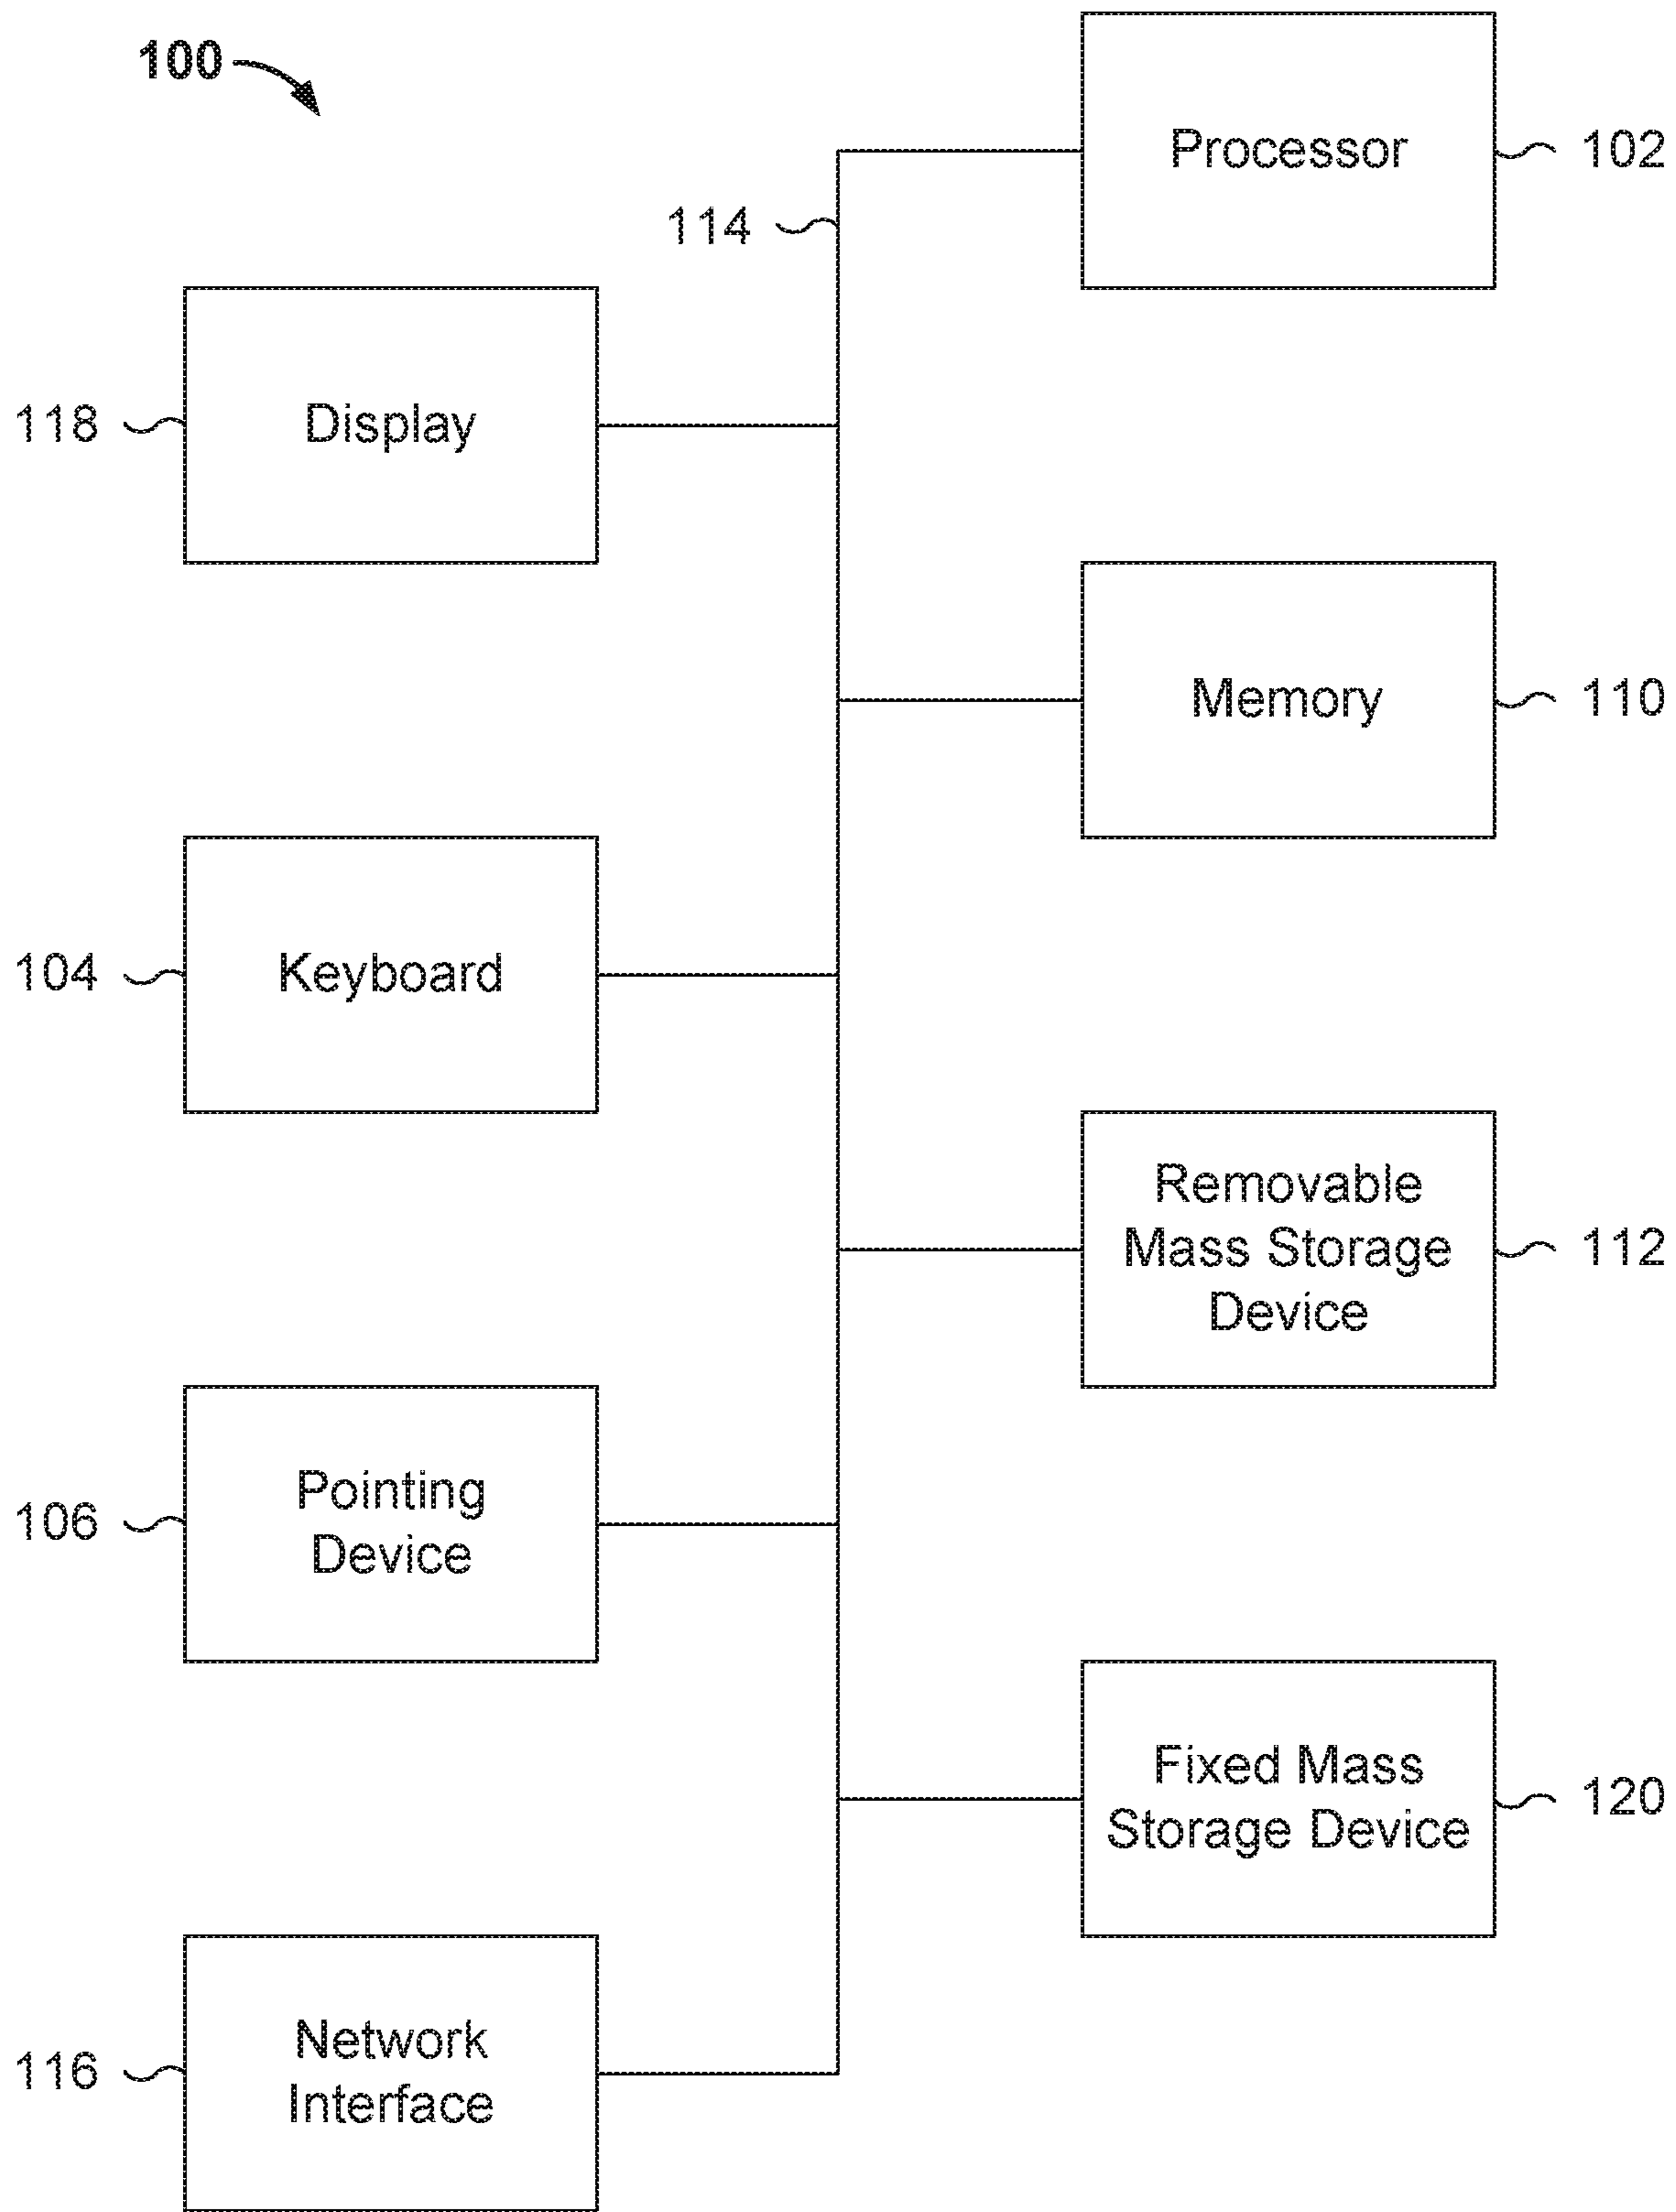 100
Processor
102
114
Display
118
Memory
110
Keyboard
104
Removable
Mass Storage
Device
112
Pointing
Device
106
Fixed Mass
Storage Device
120
Network
Interface
116